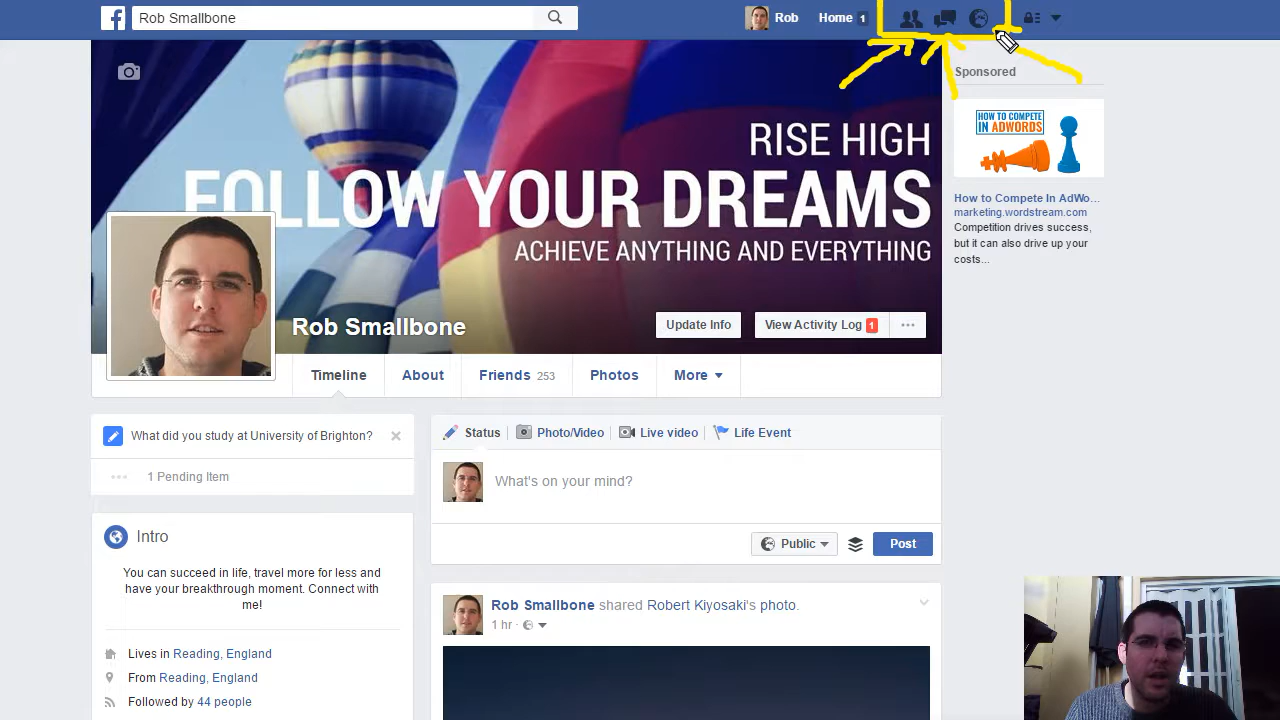 f
Rob Smallbone
Rob
Home 1
RISE HIGH
FOLLOW YOUR DREAMS
ACHIEVE ANYTHING AND EVERYTHING
Rob Smallbone
Update Info
View Activity Log 1
Timeline
About
Friends 253
Photos
More
Sponsored
HOW TO COMPETE
IN ADWORDS
How to Compete In AdWo...
marketing.wordstream.com
Competition drives success,
but it can also drive up your
costs...
What did you study at University of Brighton?
1 Pending Item
Intro
You can succeed in life, travel more for less and
have your breakthrough moment. Connect with
me!
Lives in Reading, England
From Reading, England
Followed by 44 people
Status
Photo/Video
Live video
Life Event
What's on your mind?
Public
Post
Rob Smallbone shared Robert Kiyosaki's photo.
1 hr ·